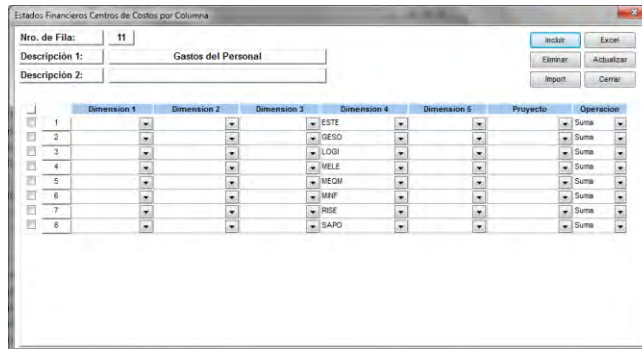 Estados Financieros Centros de Costos por Columna
Nro. de Fila: 11
Incluir Excel
Descripción 1: Gastos del Personal
Eliminar Actualizar
Descripción 2:
Import Cerrar
Dimension 1 Dimension 2 Dimension 3 Dimension 4 Dimension 5 Proyecto Operacion
1 ESTE Suma
2 GESO Suma
3 LOGI Suma
4 MELE Suma
5 MEQM Suma
6 MINF Suma
7 RISE Suma
8 SAPO Suma